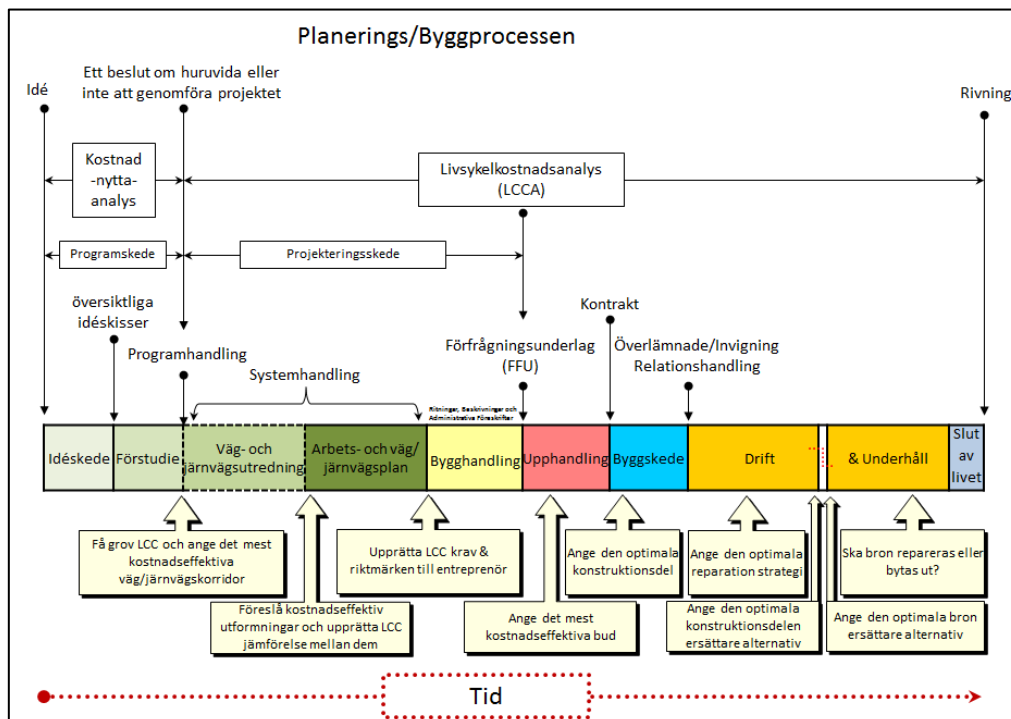 Planerings/Byggprocessen
Ett beslut om huruvida eller
inte att genomföra projektet
Idé
Rivning
Kostnad
-nytta-
analys
Livsykelkostnadsanalys
(LCCA)
Programskede
Projekteringsskede
översiktliga
idéskisser
Kontrakt
Programhandling
Förfrågningsunderlag
(FFU)
Överlämnade/Invigning
Relationshandling
Systemhandling
Ritningar, Beskrivningar och
Administrativa Föreskrifter
Idéskede
Förstudie
Väg- och
järnvägsutredning
Arbets- och väg/
järnvägsplan
Bygghandling
Upphandling
Byggskede
Drift
& Underhåll
Slut
av
livet
Få grov LCC och ange det mest
kostnadseffektiva
väg/järnvägskorridor
Upprätta LCC krav &
riktmärken till entreprenör
Ange den optimala
konstruktionsdel
Ange den optimala
reparation strategi
Ska bron repareras eller
bytas ut?
Föreslå kostnadseffektiv
utformningar och upprätta LCC
jämförelse mellan dem
Ange det mest
kostnadseffektiva bud
Ange den optimala
konstruktionsdelen
ersättare alternativ
Ange den optimala bron
ersättare alternativ
Tid